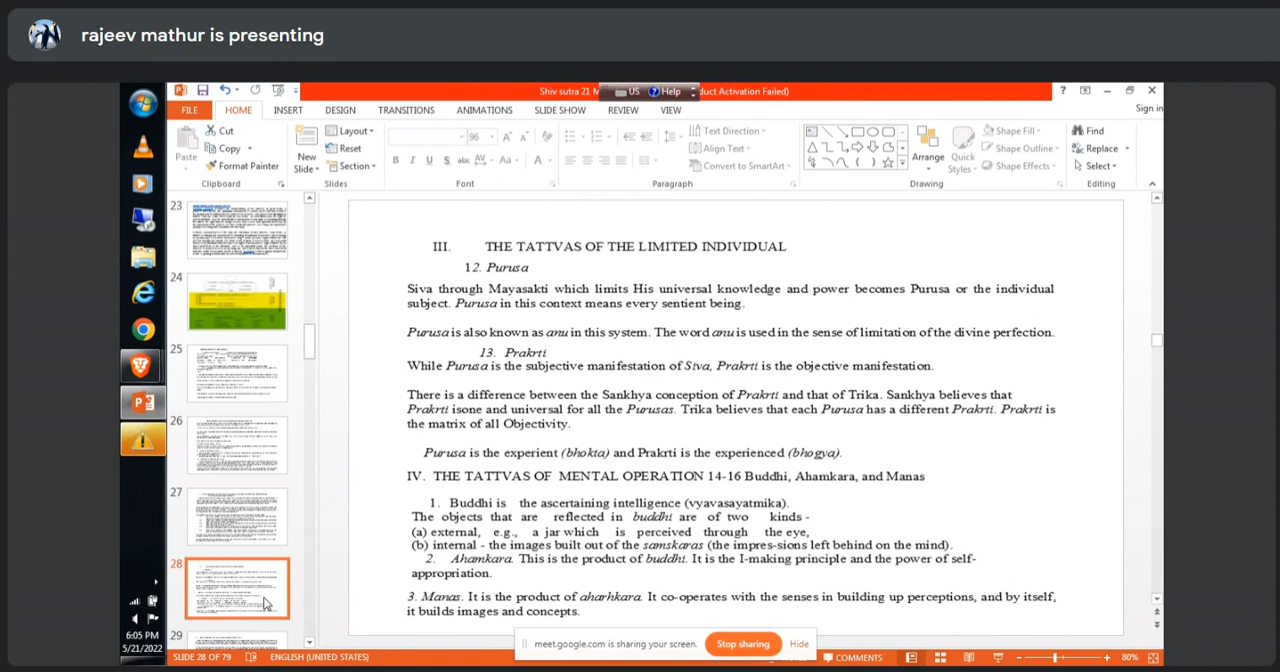 rajeev mathur is presenting
Shiv sutra 21 M
US
Help
duct Activation Failed)
FILE
HOME
INSERT
DESIGN
TRANSITIONS
ANIMATIONS
SLIDE SHOW
REVIEW
VIEW
Sign in
Paste
Cut
Copy
Format Painter
Clipboard
New
Slide
Layout
Reset
Section
Slides
96
B I U S abc AV Aa A
Font
Text Direction
Align Text
Convert to SmartArt
Paragraph
Arrange
Quick
Styles
Shape Fill
Shape Outline
Shape Effects
Drawing
Find
Replace
Select
Editing
23
24
25
26
27
28
29
III. THE TATTVAS OF THE LIMITED INDIVIDUAL
12. Purusa
Siva through Mayasakti which limits His universal knowledge and power becomes Purusa or the individual
subject. Purusa in this context means every sentient being.
Purusa is also known as anu in this system. The word anu is used in the sense of limitation of the divine perfection.
13. Prakrti
While Purusa is the subjective manifestation of Siva, Prakrti is the objective manifestation.
There is a difference between the Sankhya conception of Prakrti and that of Trika. Sankhya believes that
Prakrti isone and universal for all the Purusas. Trika believes that each Purusa has a different Prakrti. Prakrti is
the matrix of all Objectivity.
Purusa is the experient (bhokta) and Prakrti is the experienced (bhogya).
IV. THE TATTVAS OF MENTAL OPERATION 14-16 Buddhi, Ahamkara, and Manas
1. Buddhi is the ascertaining intelligence (vyavasayatmika).
The objects that are reflected in buddhi are of two kinds -
(a) external, e.g., a jar which is perceived through the eye,
(b) internal - the images built out of the samskaras (the impres-sions left behind on the mind).
2. Ahamkara. This is the product of buddhi. It is the I-making principle and the power of self-
appropriation.
3. Manas. It is the product of aharhkara. It co-operates with the senses in building up perceptions, and by itself,
it builds images and concepts.
meet.google.com is sharing your screen.
Stop sharing
Hide
6:05 PM
5/21/2022
SLIDE 28 OF 79
ENGLISH (UNITED STATES)
COMMENTS
80%